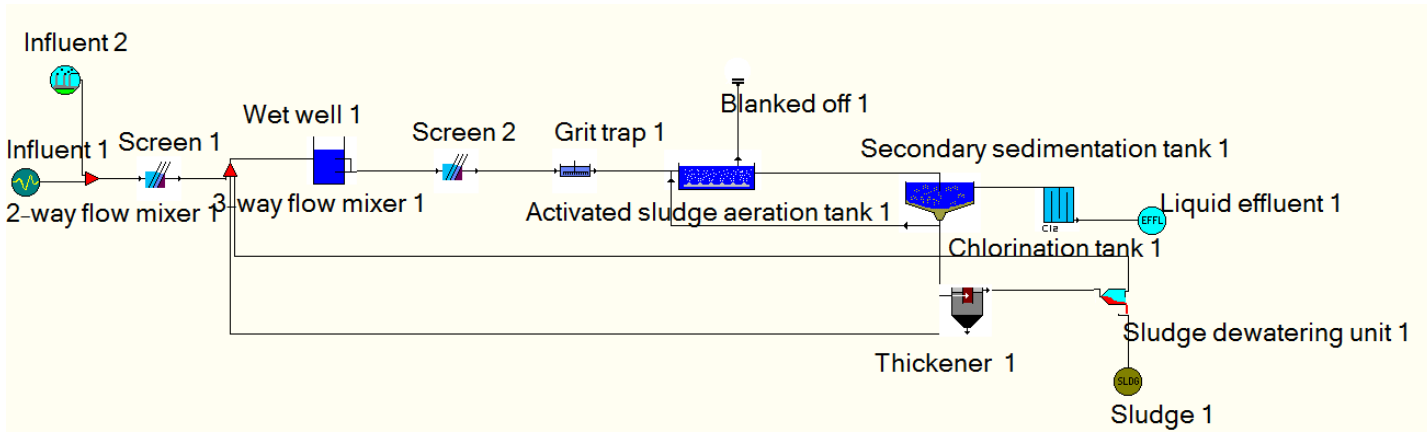 Influent 2
Wet well 1
Blanked off 1
Influent 1
Screen 1
Screen 2
Grit trap 1
Secondary sedimentation tank 1
2-way flow mixer 1
3-way flow mixer 1
Activated sludge aeration tank 1
Liquid effluent 1
EFFL
Cl2
Chlorination tank 1
Sludge dewatering unit 1
Thickener 1
SLDG
Sludge 1